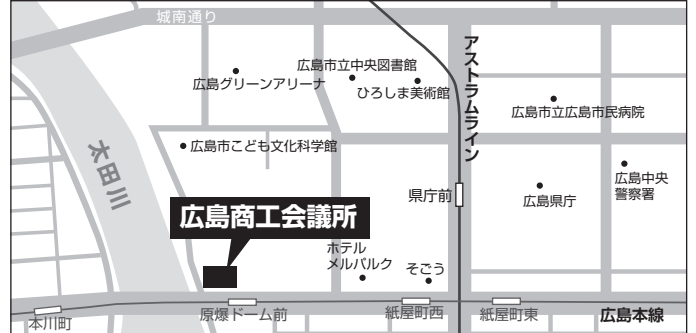 城南通り
アストラムライン
広島市立中央図書館
広島グリーンアリーナ
ひろしま美術館
広島市立広島市民病院
太田川
広島市こども文化科学館
広島中央
警察署
県庁前
広島県庁
広島商工会議所
ホテル
メルパルク
そごう
本川町
原爆ドーム前
紙屋町西
紙屋町東
広島本線